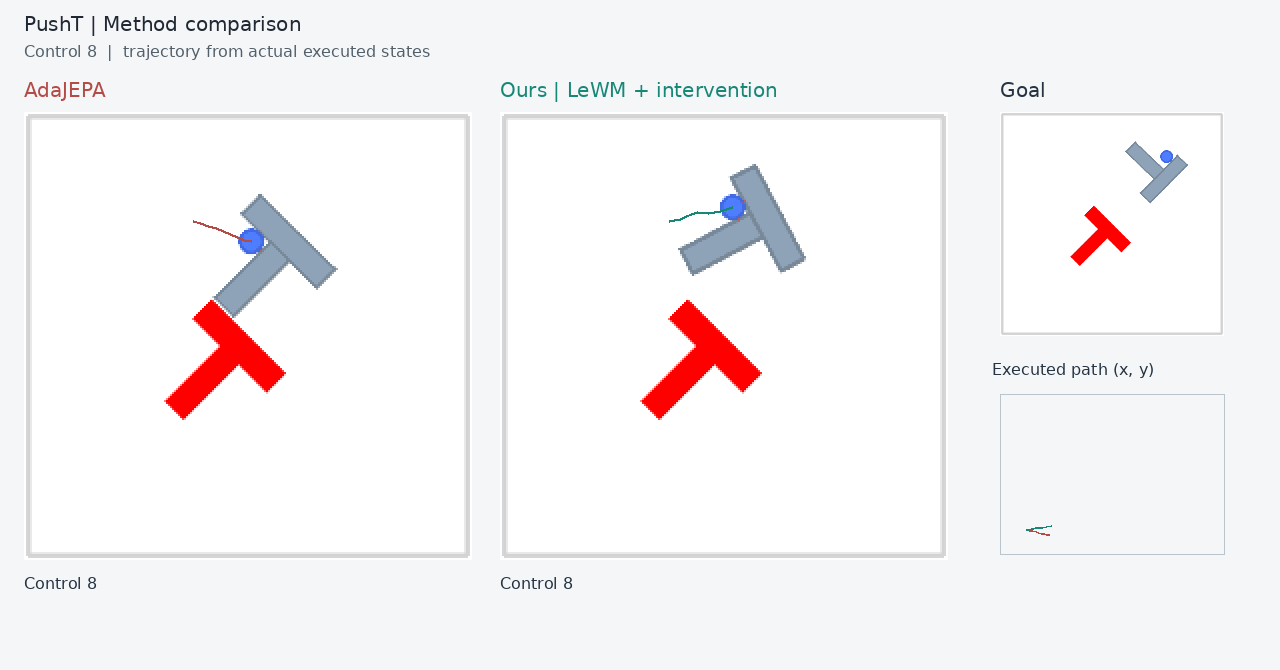 PushT | Method comparison
Control 8 | trajectory from actual executed states
AdaJEPA
Ours | LeWM + intervention
Goal
Executed path (x, y)
Control 8
Control 8